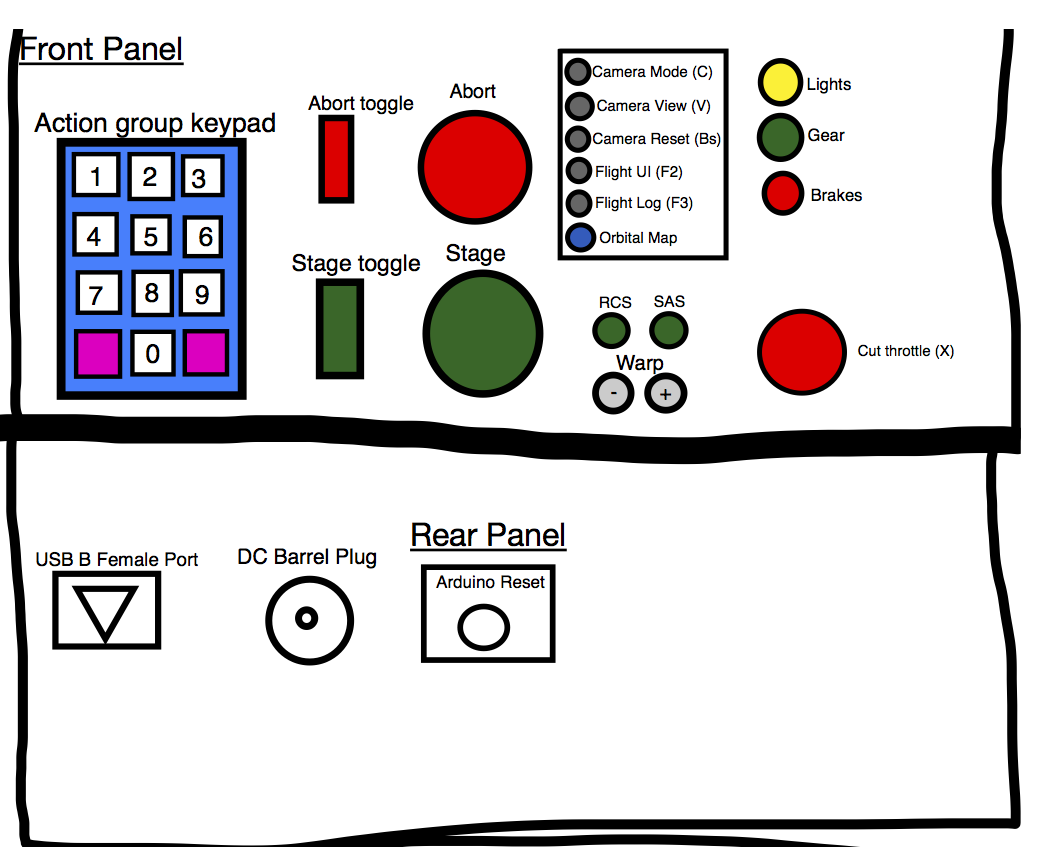 Front Panel
Action group keypad
1 2 3
4 5 6
7 8 9
0
Abort toggle
Abort
Stage toggle
Stage
Camera Mode (C)
Camera View (V)
Camera Reset (Bs)
Flight UI (F2)
Flight Log (F3)
Orbital Map
RCS SAS
Warp
- +
Lights
Gear
Brakes
Cut throttle (X)
Rear Panel
USB B Female Port
DC Barrel Plug
Arduino Reset